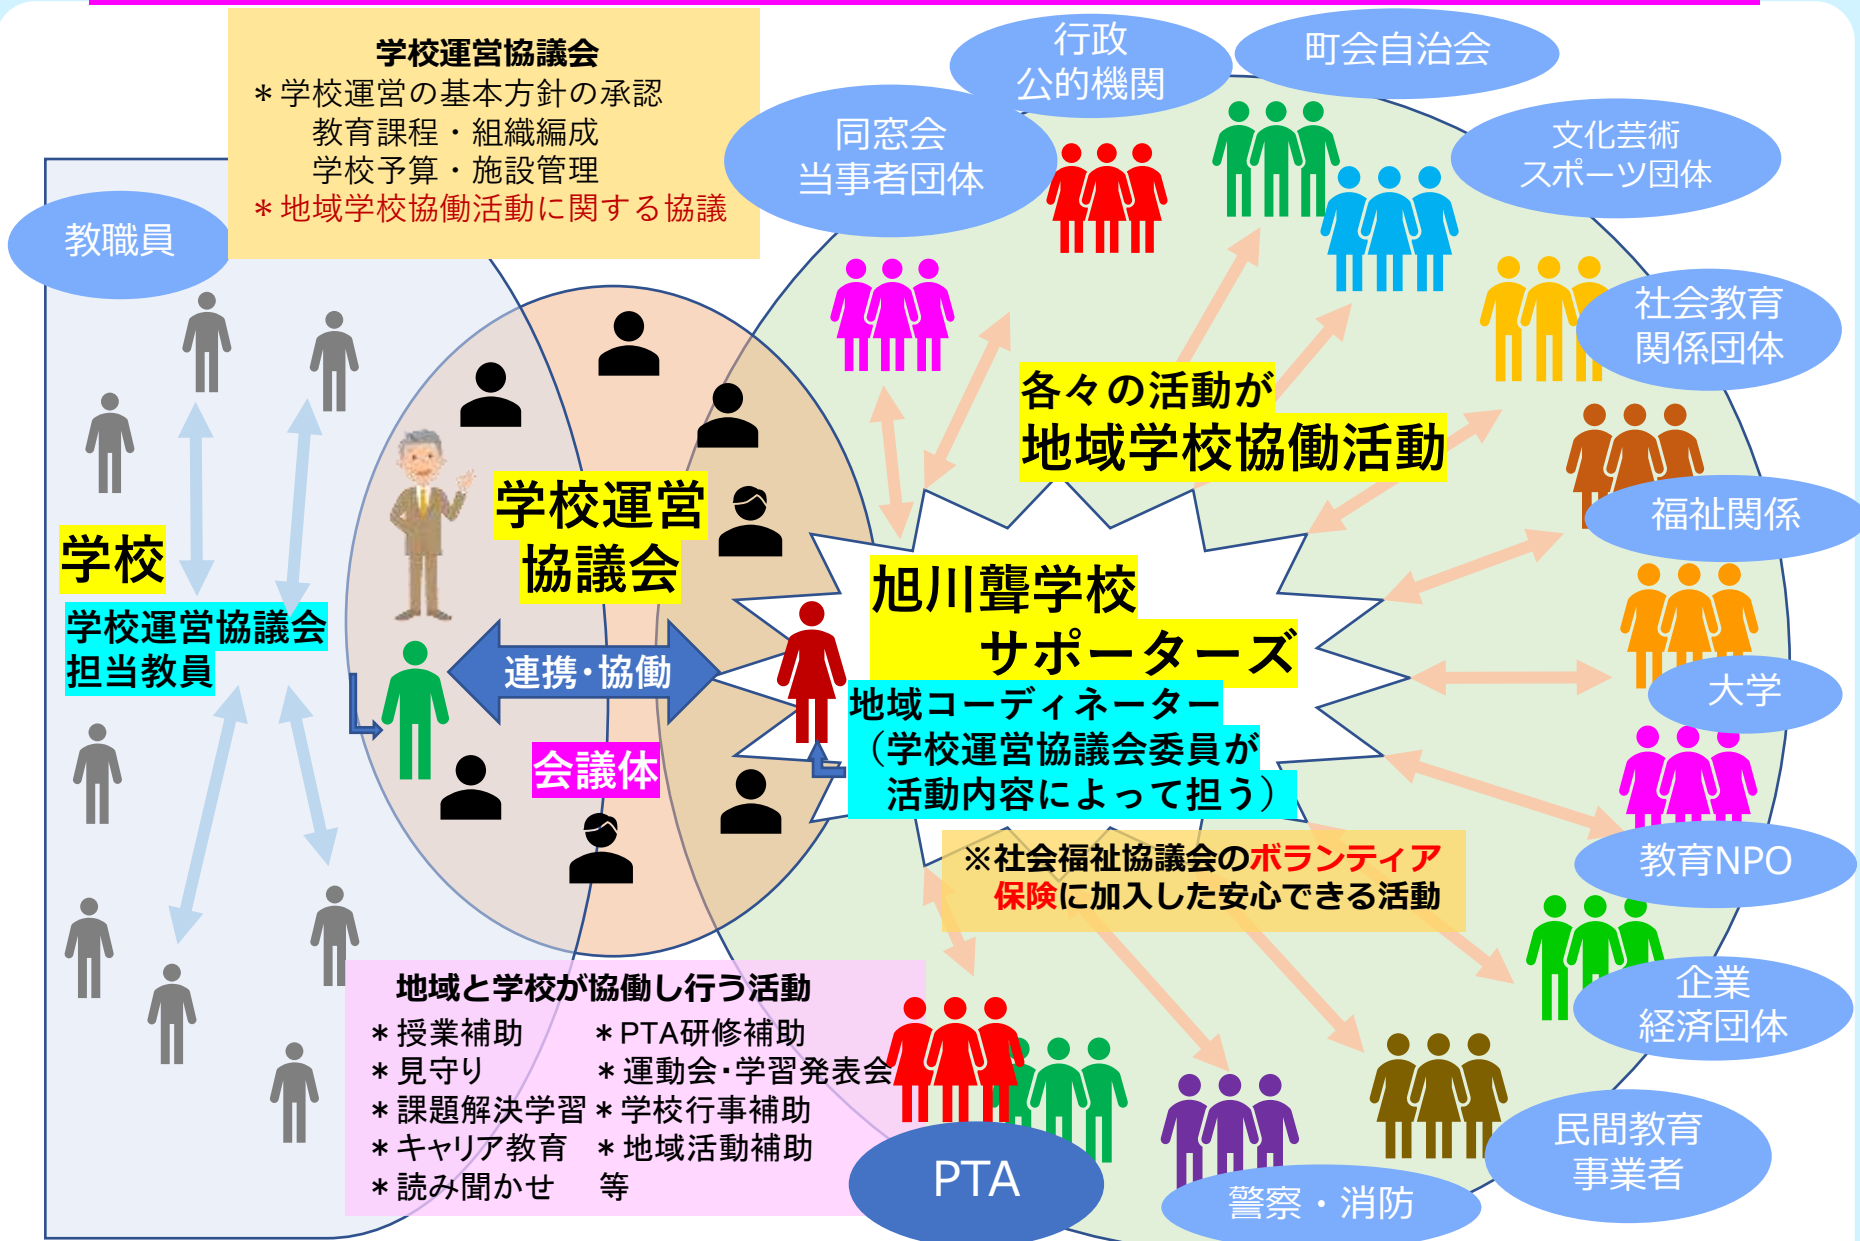 学校運営協議会
＊学校運営の基本方針の承認
教育課程・組織編成
学校予算・施設管理
＊地域学校協働活動に関する協議
教職員
学校
学校運営協議会
担当教員
学校運営
協議会
連携・協働
会議体
同窓会
当事者団体
行政
公的機関
町会自治会
文化芸術
スポーツ団体
社会教育
関係団体
福祉関係
大学
教育NPO
企業
経済団体
民間教育
事業者
警察・消防
PTA
各々の活動が
地域学校協働活動
旭川聾学校
サポーターズ
地域コーディネーター
（学校運営協議会委員が
活動内容によって担う）
※社会福祉協議会のボランティア
保険に加入した安心できる活動
地域と学校が協働し行う活動
＊授業補助
＊見守り
＊課題解決学習
＊キャリア教育
＊読み聞かせ
＊PTA研修補助
＊運動会・学習発表会
＊学校行事補助
＊地域活動補助
等